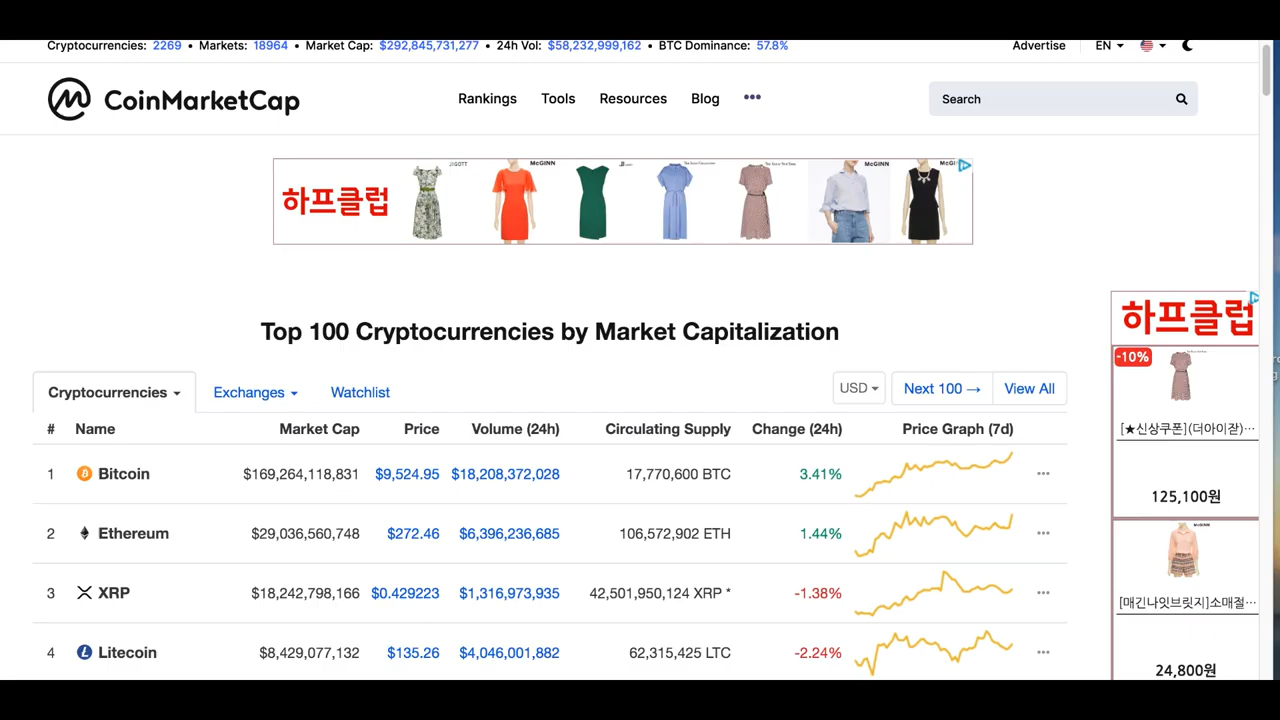 Cryptocurrencies: 2269 • Markets: 18964 • Market Cap: $292,845,731,277 • 24h Vol: $58,232,999,162 • BTC Dominance: 57.8% Advertise EN
CoinMarketCap Rankings Tools Resources Blog ••• Search
하프클럽 JIGOTT McGINN McGINN
Top 100 Cryptocurrencies by Market Capitalization
하프클럽
-10%
Cryptocurrencies Exchanges Watchlist USD Next 100 → View All
# Name Market Cap Price Volume (24h) Circulating Supply Change (24h) Price Graph (7d)
[★신상쿠폰](더아이잗)···
1 Bitcoin $169,264,118,831 $9,524.95 $18,208,372,028 17,770,600 BTC 3.41%
125,100원
2 Ethereum $29,036,560,748 $272.46 $6,396,236,685 106,572,902 ETH 1.44%
McGINN
3 XRP $18,242,798,166 $0.429223 $1,316,973,935 42,501,950,124 XRP * -1.38%
[매긴나잇브릿지]소매절···
4 Litecoin $8,429,077,132 $135.26 $4,046,001,882 62,315,425 LTC -2.24%
24,800원